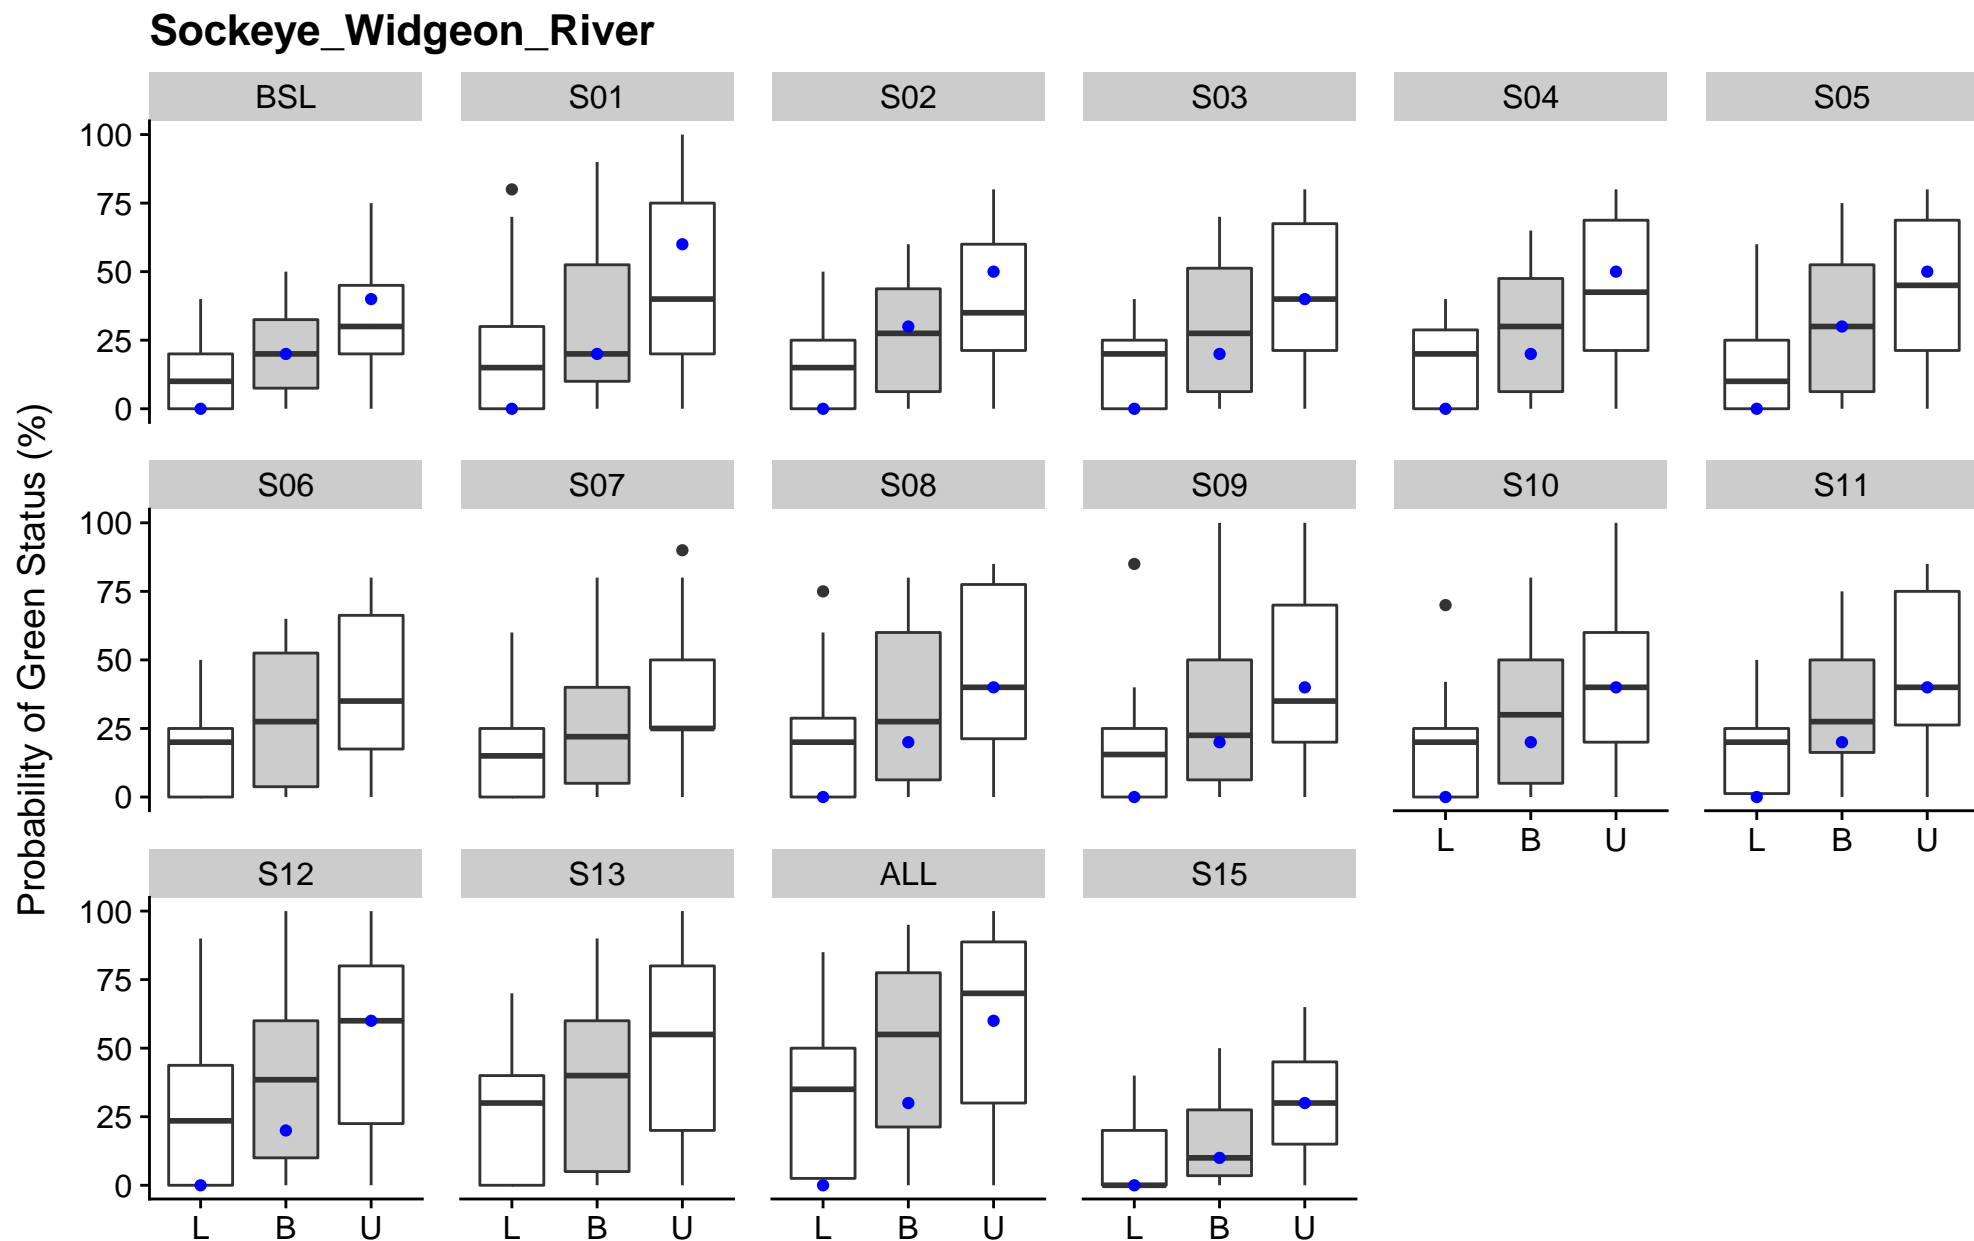 Sockeye_Widgeon_River
BSL S01 S02 S03 S04 S05
100
75
50
25
0
S06 S07 S08 S09 S10 S11
100
75
50
25
0
L B U L B U
S12 S13 ALL S15
100
75
50
25
0
L B U L B U L B U L B U
Probability of Green Status (%)